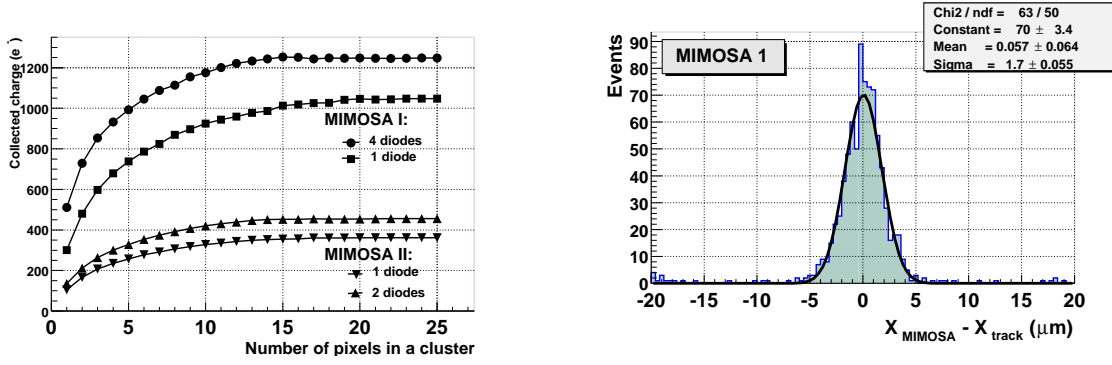 Collected charge (e-)
1200
1000
800
600
400
200
0
0 5 10 15 20 25
Number of pixels in a cluster
MIMOSA I:
4 diodes
1 diode
MIMOSA II:
1 diode
2 diodes
Chi2 / ndf = 63 / 50
Constant = 70 ± 3.4
Mean = 0.057 ± 0.064
Sigma = 1.7 ± 0.055
MIMOSA 1
Events
90
80
70
60
50
40
30
20
10
0
-20 -15 -10 -5 0 5 10 15 20
X MIMOSA - X track (μm)